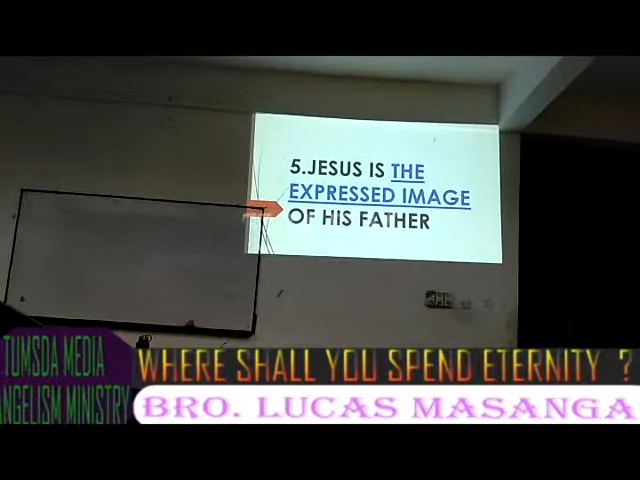 5.JESUS IS THE
EXPRESSED IMAGE
OF HIS FATHER
TUMSDA MEDIA
ANGELISM MINISTRY
WHERE SHALL YOU SPEND ETERNITY ?
BRO. LUCAS MASANGA